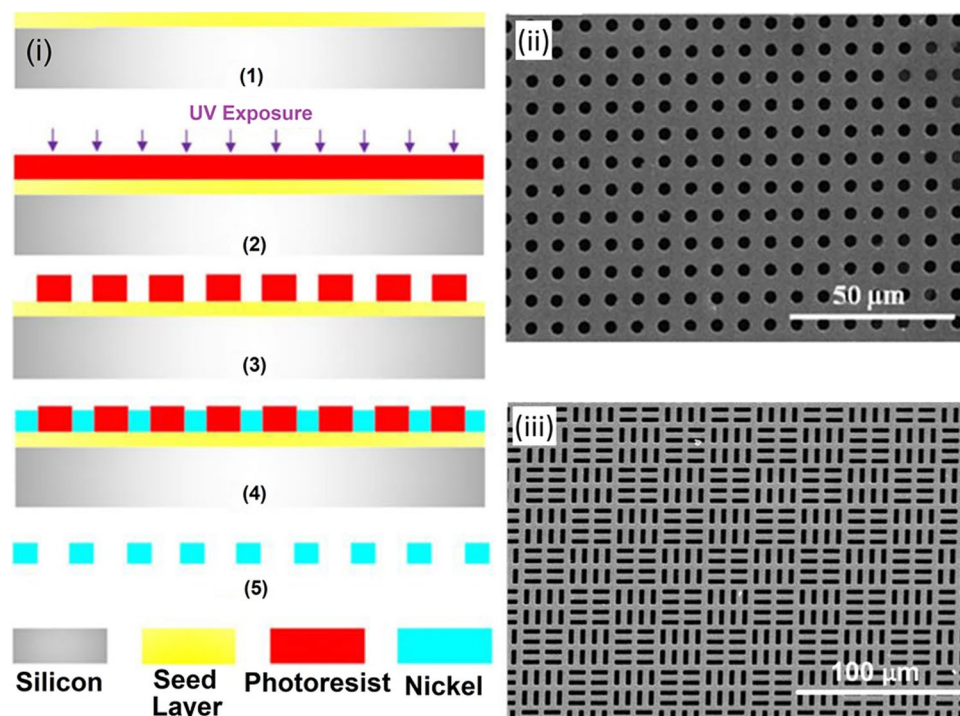 (i)
(1)
UV Exposure
(2)
(3)
(4)
(5)
Silicon
Seed
Layer
Photoresist
Nickel
(ii)
50 µm
(iii)
100 µm